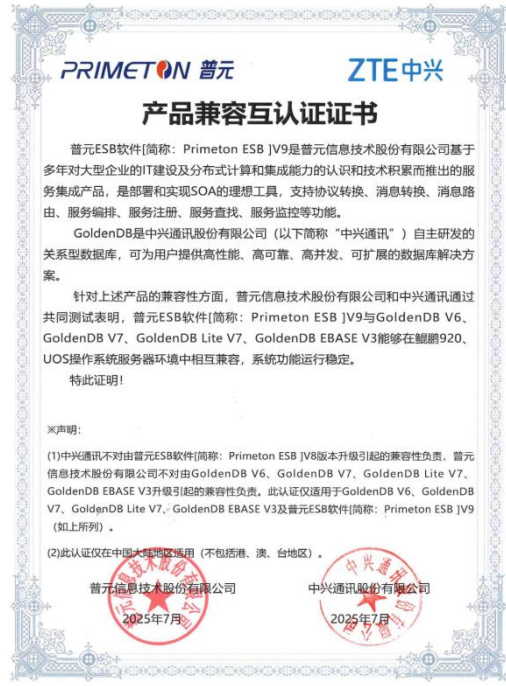 PRIMETON 普元
ZTE中兴
产品兼容互认证证书
普元ESB软件[简称：Primeton ESB ]V9是普元信息技术股份有限公司基于
多年对大型企业的IT建设及分布式计算和集成能力的认识和技术积累而推出的服
务集成产品，是部署和实现SOA的理想工具，支持协议转换、消息转换、消息路
由、服务编排、服务注册、服务查找、服务监控等功能。
GoldenDB是中兴通讯股份有限公司（以下简称“中兴通讯”）自主研发的
关系型数据库，可为用户提供高性能、高可靠、高并发、可扩展的数据库解决方
案。
针对上述产品的兼容性方面，普元信息技术股份有限公司和中兴通讯通过
共同测试表明，普元ESB软件[简称：Primeton ESB ]V9与GoldenDB V6、
GoldenDB V7、GoldenDB Lite V7、GoldenDB EBASE V3能够在鲲鹏920、
UOS操作系统服务器环境中相互兼容，系统功能运行稳定。
特此证明！
※声明：
(1)中兴通讯不对由普元ESB软件[简称：Primeton ESB ]V8版本升级引起的兼容性负责，普元
信息技术股份有限公司不对由GoldenDB V6、GoldenDB V7、GoldenDB Lite V7、
GoldenDB EBASE V3升级引起的兼容性负责。此认证仅适用于GoldenDB V6、GoldenDB
V7、GoldenDB Lite V7、GoldenDB EBASE V3及普元ESB软件[简称：Primeton ESB ]V9
（如上所列）。
(2)此认证仅在中国大陆地区适用（不包括港、澳、台地区）。
普元信息技术股份有限公司
中兴通讯股份有限公司
2025年7月
2025年7月
普元信息技术股份有限公司
中兴通讯股份有限公司